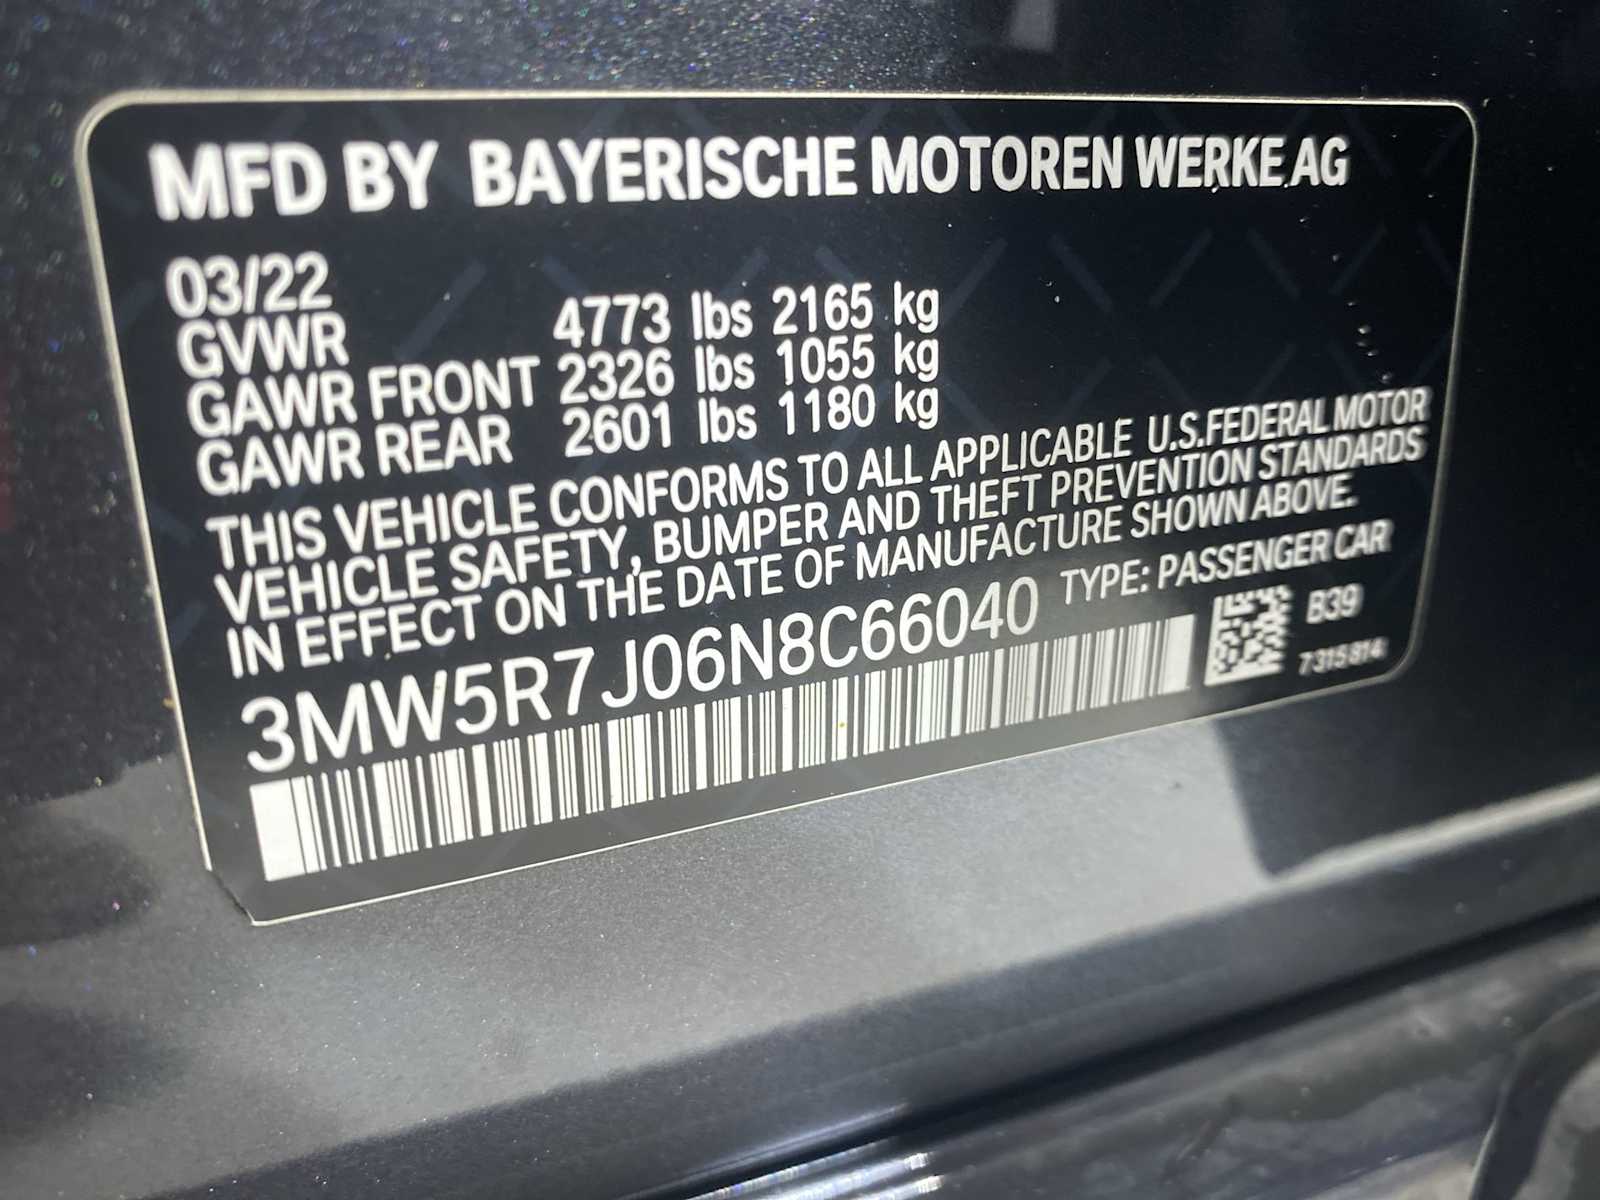 MFD BY BAYERISCHE MOTOREN WERKE AG
03/22
GVWR 4773 lbs 2165 kg
GAWR FRONT 2326 lbs 1055 kg
GAWR REAR 2601 lbs 1180 kg
THIS VEHICLE CONFORMS TO ALL APPLICABLE U.S.FEDERAL MOTOR
VEHICLE SAFETY, BUMPER AND THEFT PREVENTION STANDARDS
IN EFFECT ON THE DATE OF MANUFACTURE SHOWN ABOVE.
3MW5R7J06N8C66040 TYPE: PASSENGER CAR
B39
7315814